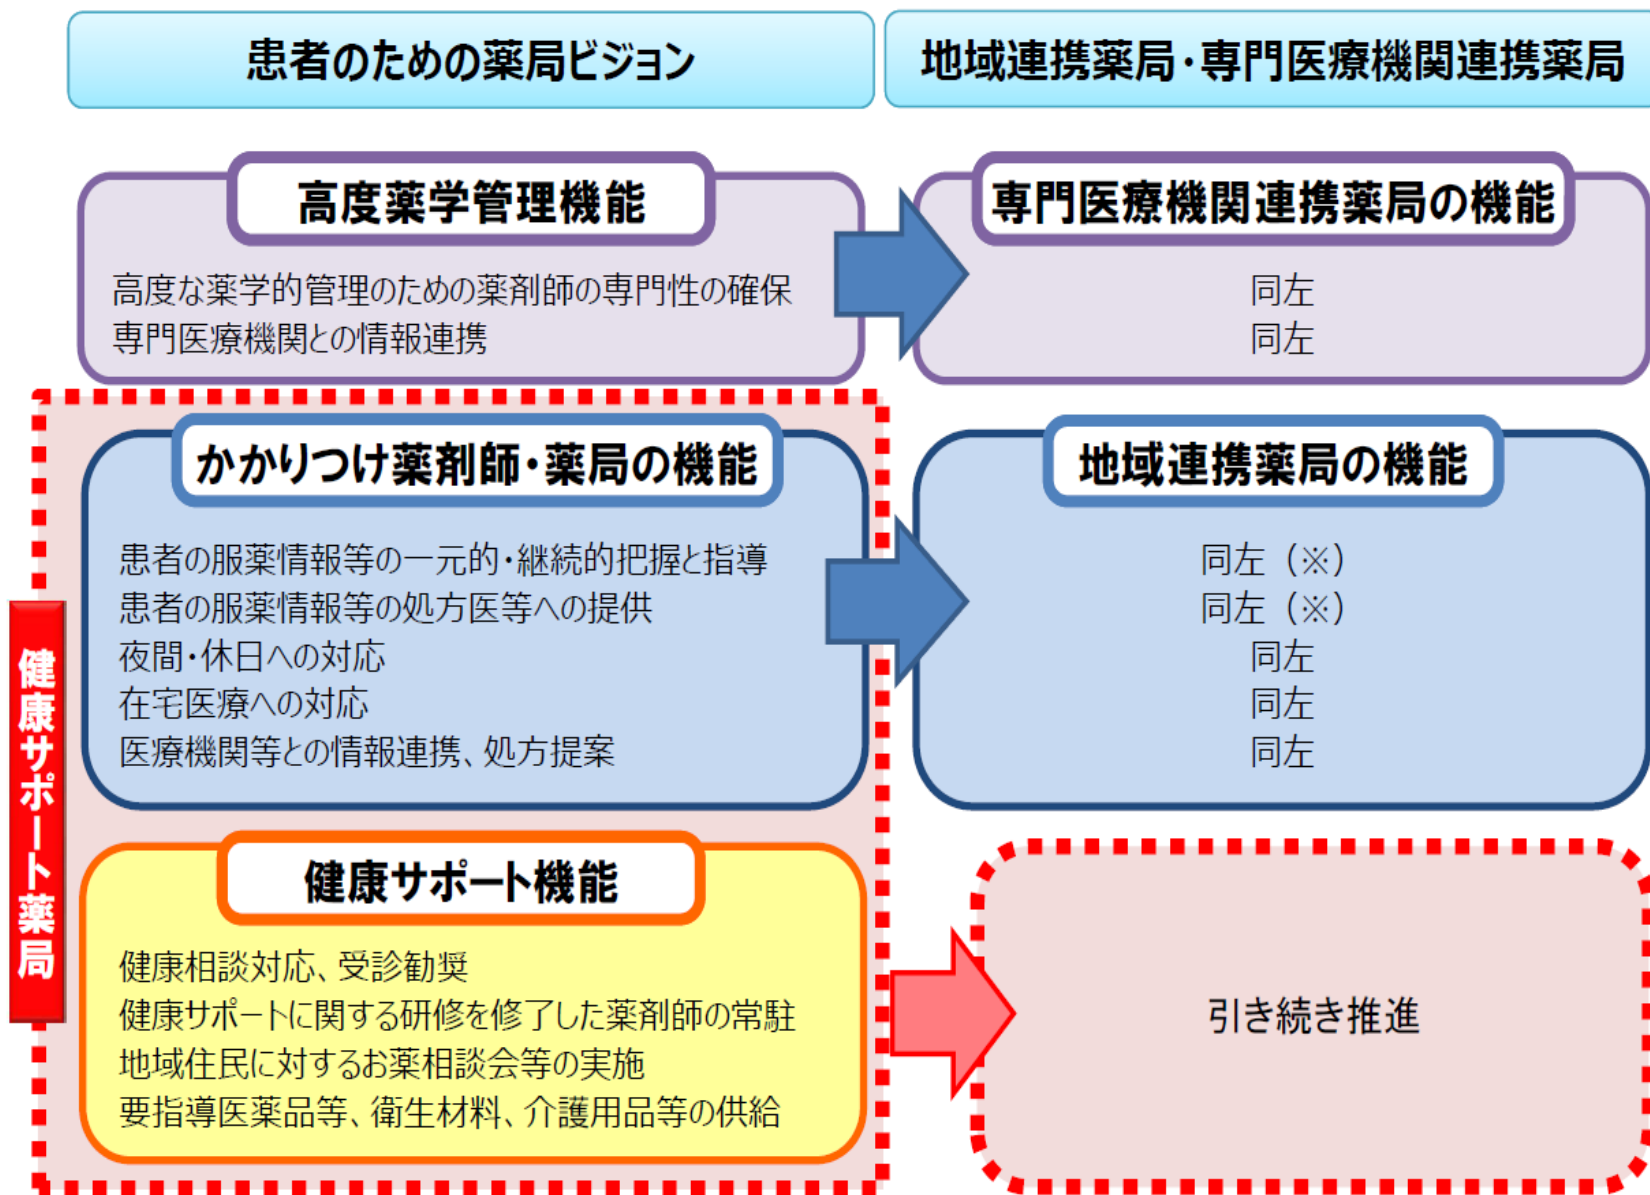 患者のための薬局ビジョン
地域連携薬局・専門医療機関連携薬局
高度薬学管理機能
高度な薬学的管理のための薬剤師の専門性の確保
専門医療機関との情報連携
専門医療機関連携薬局の機能
同左
同左
健康サポート薬局
かかりつけ薬剤師・薬局の機能
患者の服薬情報等の一元的・継続的把握と指導
患者の服薬情報等の処方医等への提供
夜間・休日への対応
在宅医療への対応
医療機関等との情報連携、処方提案
地域連携薬局の機能
同左（※）
同左（※）
同左
同左
同左
健康サポート機能
健康相談対応、受診勧奨
健康サポートに関する研修を修了した薬剤師の常駐
地域住民に対するお薬相談会等の実施
要指導医薬品等、衛生材料、介護用品等の供給
引き続き推進